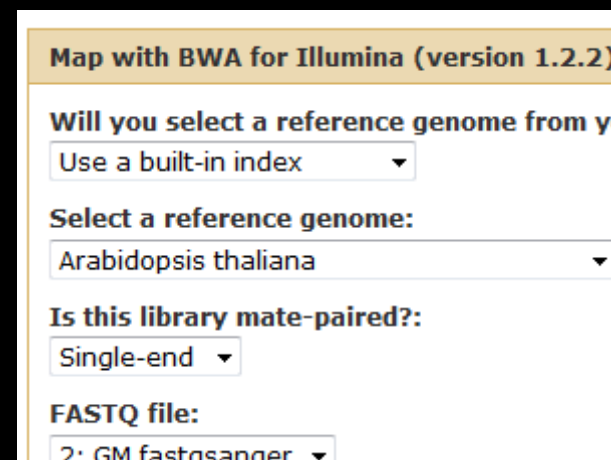 Map with BWA for Illumina (version 1.2.2)
Will you select a reference genome from y
Use a built-in index
Select a reference genome:
Arabidopsis thaliana
Is this library mate-paired?:
Single-end
FASTQ file:
2: GM fastqsanger